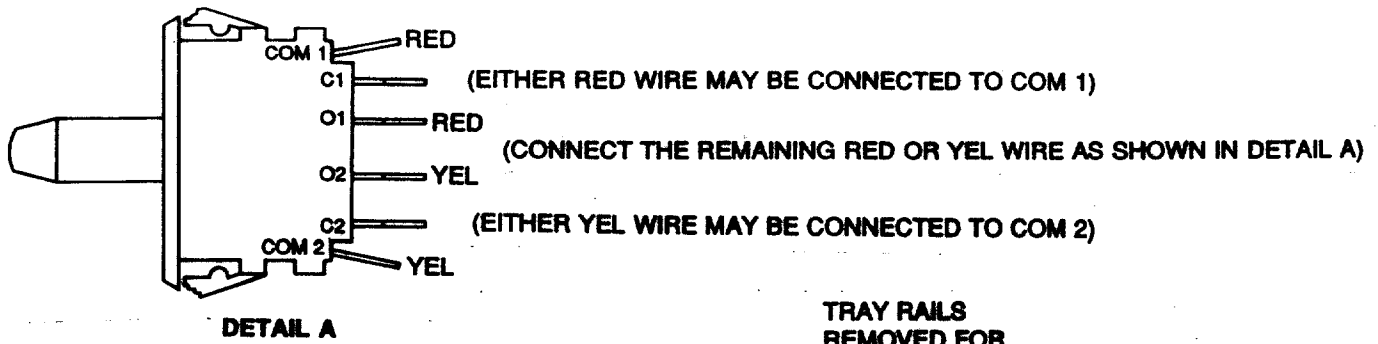 COM 1 RED
C1 (EITHER RED WIRE MAY BE CONNECTED TO COM 1)
O1 RED
(CONNECT THE REMAINING RED OR YEL WIRE AS SHOWN IN DETAIL A)
O2 YEL
C2 (EITHER YEL WIRE MAY BE CONNECTED TO COM 2)
COM 2 YEL
DETAIL A
TRAY RAILS
REMOVED FOR